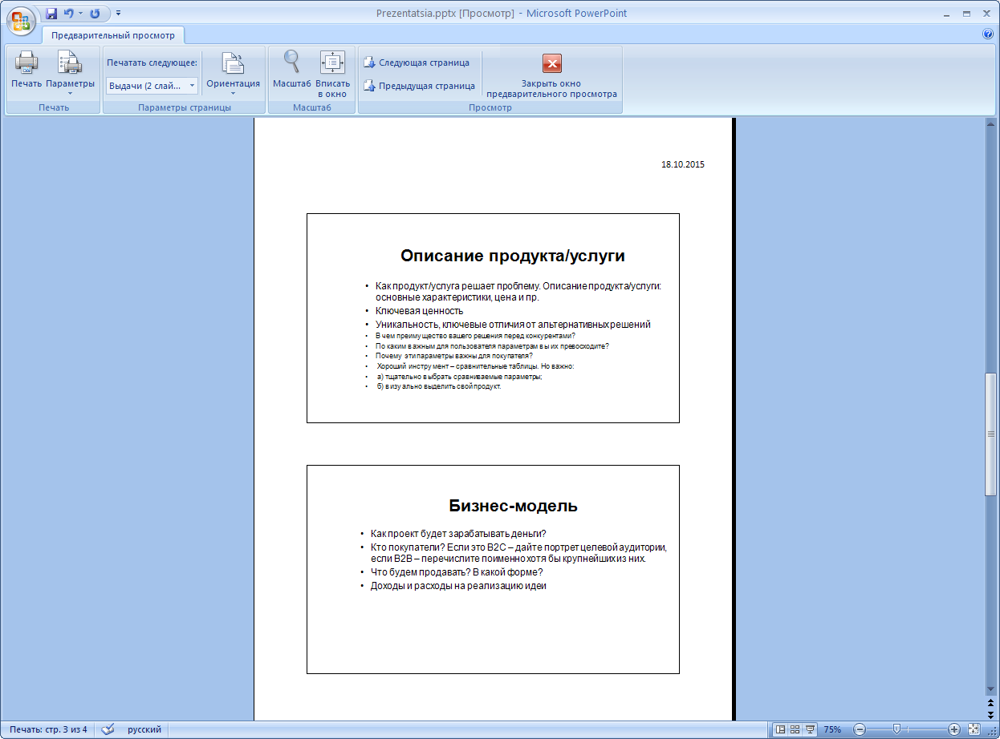 Prezentatsia.pptx [Просмотр] - Microsoft PowerPoint
Предварительный просмотр
Печать
Параметры
Печатать следующее:
Выдачи (2 слай...
Ориентация
Масштаб
Вписать
в окно
Следующая страница
Предыдущая страница
Закрыть окно
предварительного просмотра
Печать
Параметры страницы
Масштаб
Просмотр
18.10.2015
Описание продукта/услуги
• Как продукт/услуга решает проблему. Описание продукта/услуги:
основные характеристики, цена и пр.
• Ключевая ценность
• Уникальность, ключевые отличия от альтернативных решений
• В чем преимущество вашего решения перед конкурентами?
• По каким важным для пользователя параметрам вы их превосходите?
• Почему эти параметры важны для покупателя?
• Хороший инструмент – сравнительные таблицы. Но важно:
• а) тщательно выбрать сравниваемые параметры;
• б) визуально выделить свой продукт.
Бизнес-модель
• Как проект будет зарабатывать деньги?
• Кто покупатели? Если это B2C – дайте портрет целевой аудитории,
если B2B – перечислите поименно хотя бы крупнейших из них.
• Что будем продавать? В какой форме?
• Доходы и расходы на реализацию идеи
Печать: стр. 3 из 4
русский
75%